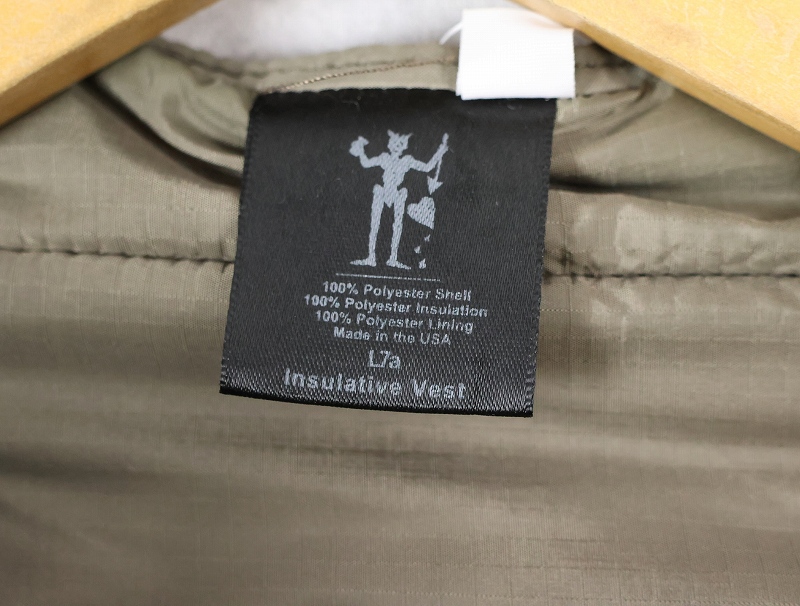 100% Polyester Shell
100% Polyester Insulation
100% Polyester Lining
Made in the USA
L7a
Insulative Vest